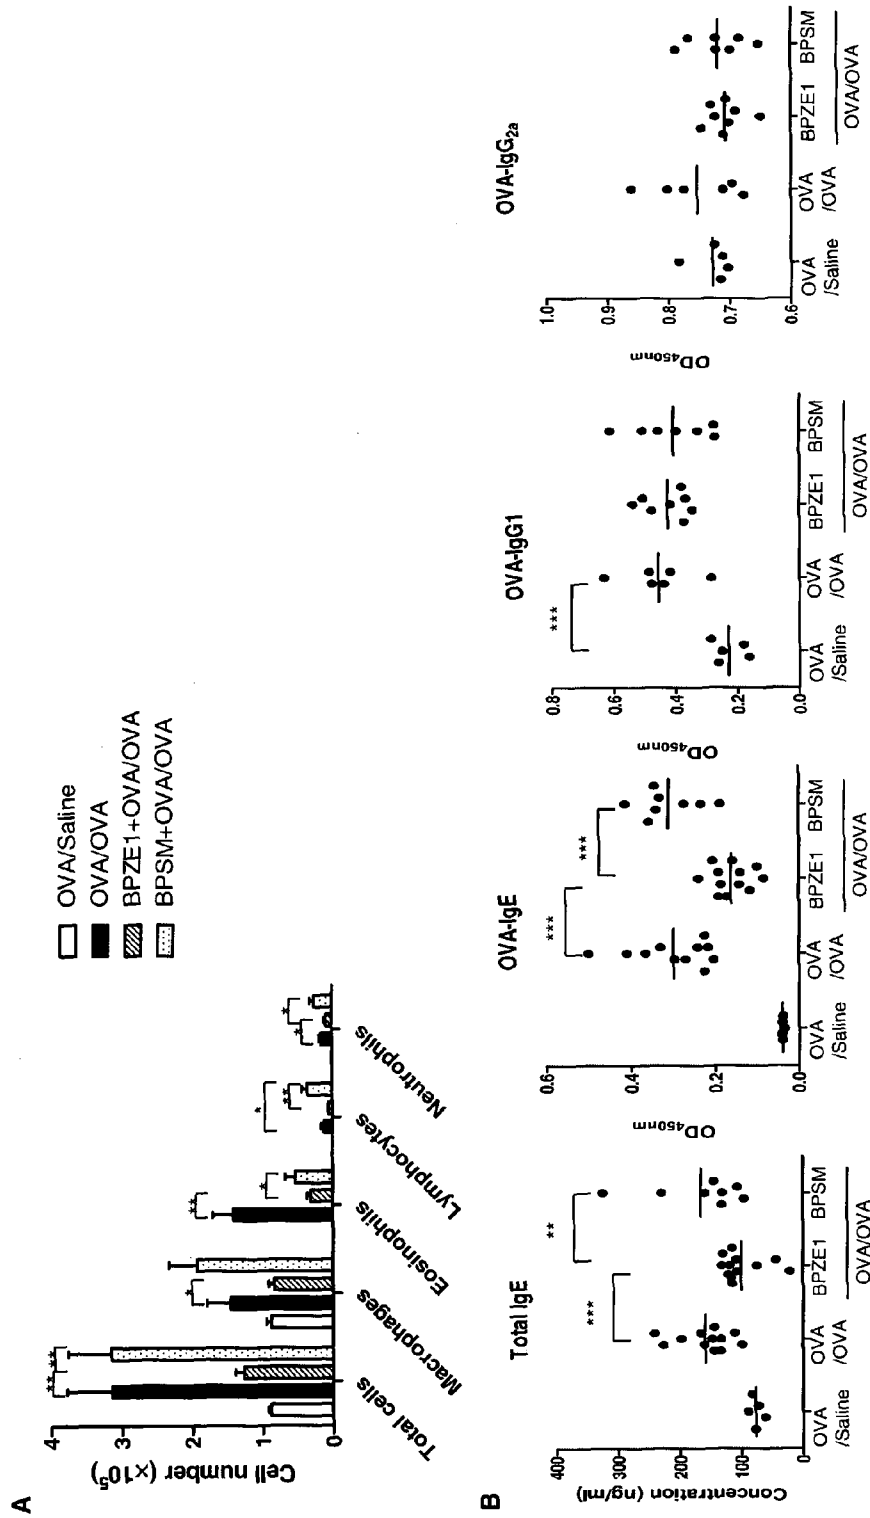 A
Cell number (×10⁵)
4
3
2
1
0
** **
*
**
*
*
**
*
*
Total cells
Macrophages
Eosinophils
Lymphocytes
Neutrophils
OVA/Saline
OVA/OVA
BPZE1+OVA/OVA
BPSM+OVA/OVA
B
Total IgE
Concentration (ng/ml)
400
300
200
100
0
***
**
OVA
/Saline
OVA
/OVA
BPZE1
BPSM
OVA/OVA
OVA-IgE
OD450nm
0.6
0.4
0.2
0.0
***
***
OVA
/Saline
OVA
/OVA
BPZE1
BPSM
OVA/OVA
OVA-IgG1
OD450nm
0.8
0.6
0.4
0.2
0.0
***
OVA
/Saline
OVA
/OVA
BPZE1
BPSM
OVA/OVA
OVA-IgG2a
OD450nm
1.0
0.9
0.8
0.7
0.6
OVA
/Saline
OVA
/OVA
BPZE1
BPSM
OVA/OVA